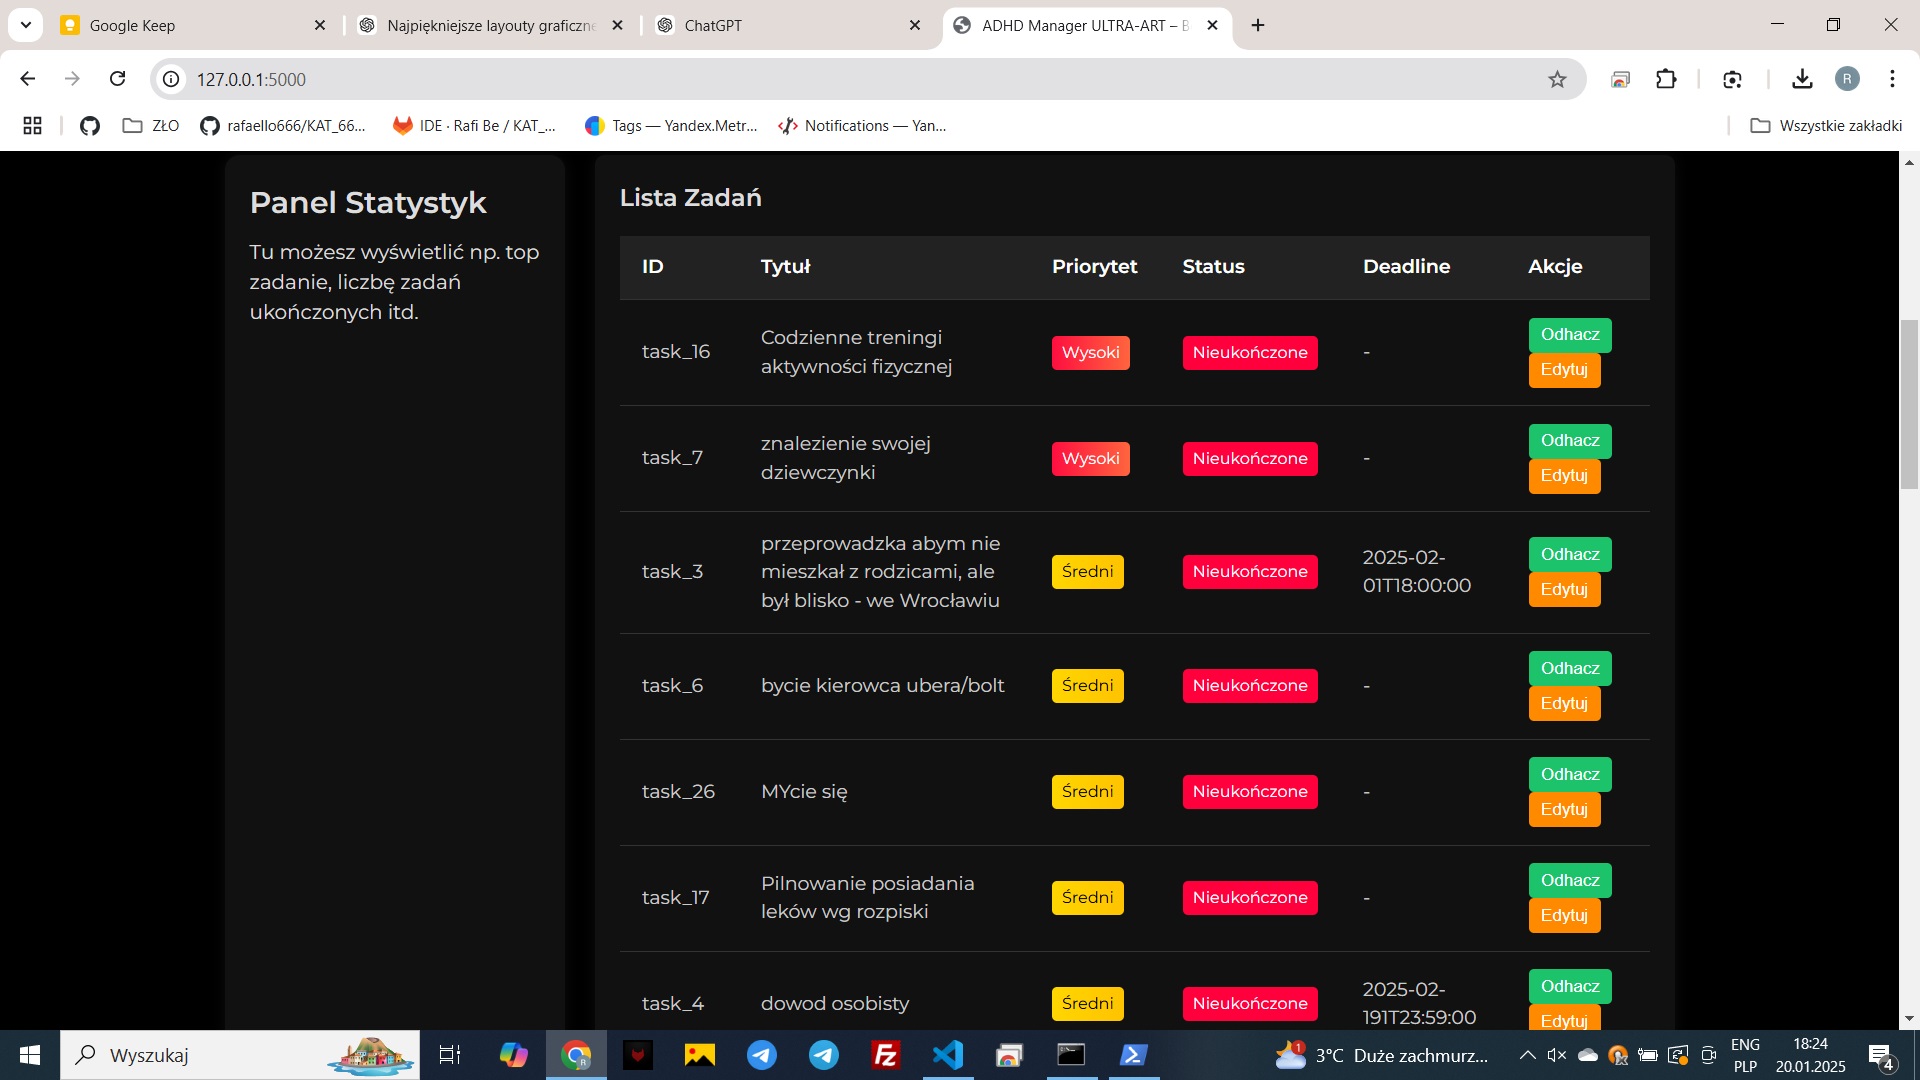 Google Keep
Najpiękniejsze layouty graficzne
ChatGPT
ADHD Manager ULTRA-ART – B
127.0.0.1:5000
R
ZŁO
rafaello666/KAT_66...
IDE · Rafi Be / KAT_...
Tags — Yandex.Metr...
Notifications — Yan...
Wszystkie zakładki
Panel Statystyk
Tu możesz wyświetlić np. top
zadanie, liczbę zadań
ukończonych itd.
Lista Zadań
ID Tytuł Priorytet Status Deadline Akcje
task_16 Codzienne treningi
aktywności fizycznej Wysoki Nieukończone - Odhacz
Edytuj
task_7 znalezienie swojej
dziewczynki Wysoki Nieukończone - Odhacz
Edytuj
task_3 przeprowadzka abym nie
mieszkał z rodzicami, ale
był blisko - we Wrocławiu Średni Nieukończone 2025-02-
01T18:00:00 Odhacz
Edytuj
task_6 bycie kierowca ubera/bolt Średni Nieukończone - Odhacz
Edytuj
task_26 MYcie się Średni Nieukończone - Odhacz
Edytuj
task_17 Pilnowanie posiadania
leków wg rozpiski Średni Nieukończone - Odhacz
Edytuj
task_4 dowod osobisty Średni Nieukończone 2025-02-
191T23:59:00 Odhacz
Edytuj
Wyszukaj
1
3°C Duże zachmurz...
ENG
PLP
18:24
20.01.2025
4